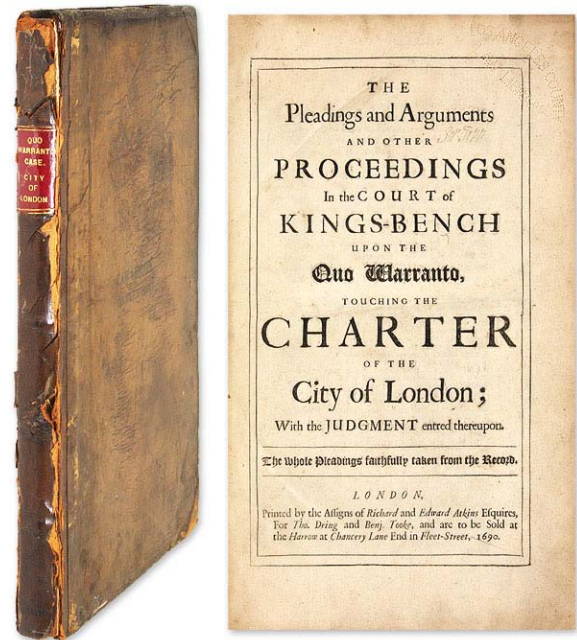 QUO
WARRANTO
CASE.
CITY
OF
LONDON
THE
Pleadings and Arguments
AND OTHER
PROCEEDINGS
In the COURT of
KINGS-BENCH
UPON THE
Quo Warranto,
TOUCHING THE
CHARTER
OF THE
City of London;
With the JUDGMENT entred thereupon.
The whole Pleadings faithfully taken from the Record.
LONDON,
Printed by the Assigns of Richard and Edward Atkins Esquires,
For Tho. Dring and Benj. Tooke, and are to be Sold at
the Harrow at Chancery Lane End in Fleet-Street, 1690.